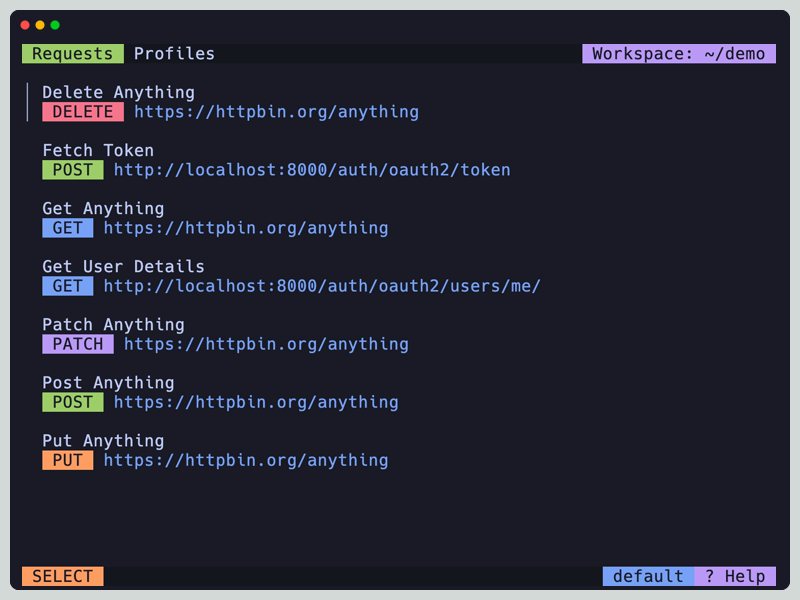 Requests Profiles Workspace: ~/demo
Delete Anything
DELETE https://httpbin.org/anything
Fetch Token
POST http://localhost:8000/auth/oauth2/token
Get Anything
GET https://httpbin.org/anything
Get User Details
GET http://localhost:8000/auth/oauth2/users/me/
Patch Anything
PATCH https://httpbin.org/anything
Post Anything
POST https://httpbin.org/anything
Put Anything
PUT https://httpbin.org/anything
SELECT default ? Help